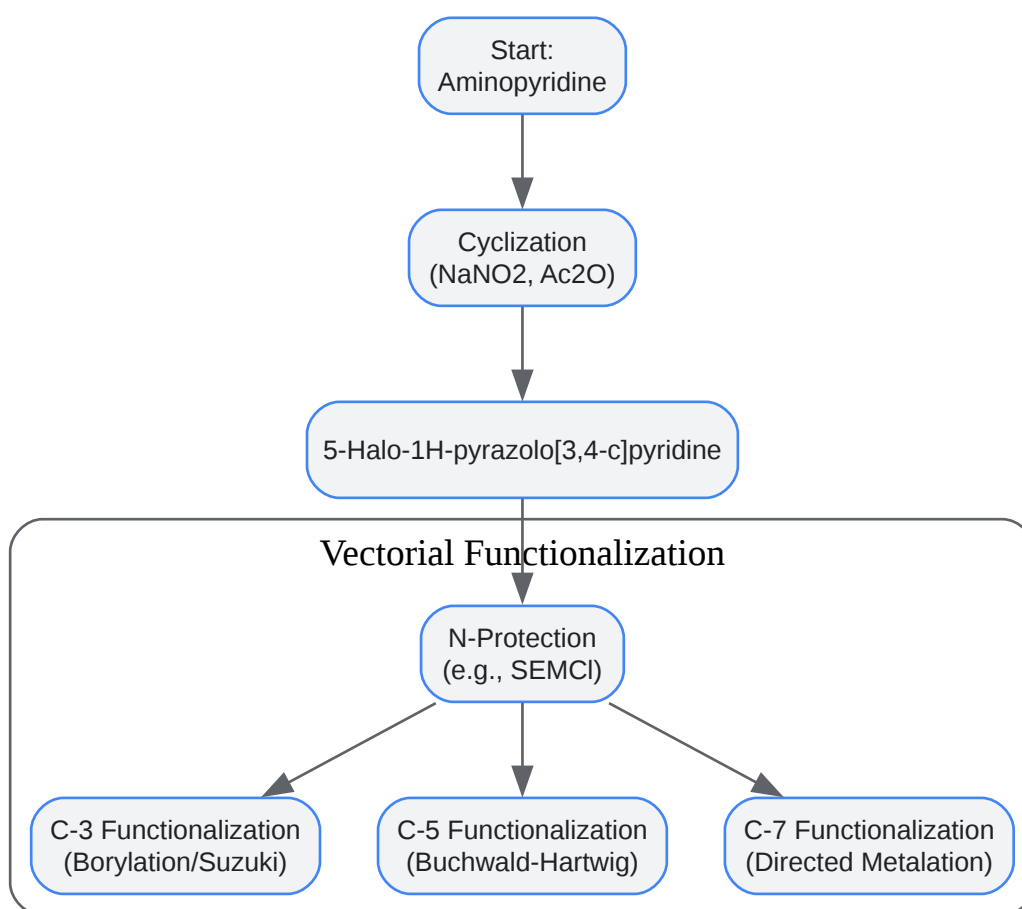 Start:
Aminopyridine
Cyclization
(NaNO2, Ac2O)
5-Halo-1H-pyrazolo[3,4-c]pyridine
Vectorial Functionalization
N-Protection
(e.g., SEMCl)
C-3 Functionalization
(Borylation/Suzuki)
C-5 Functionalization
(Buchwald-Hartwig)
C-7 Functionalization
(Directed Metalation)